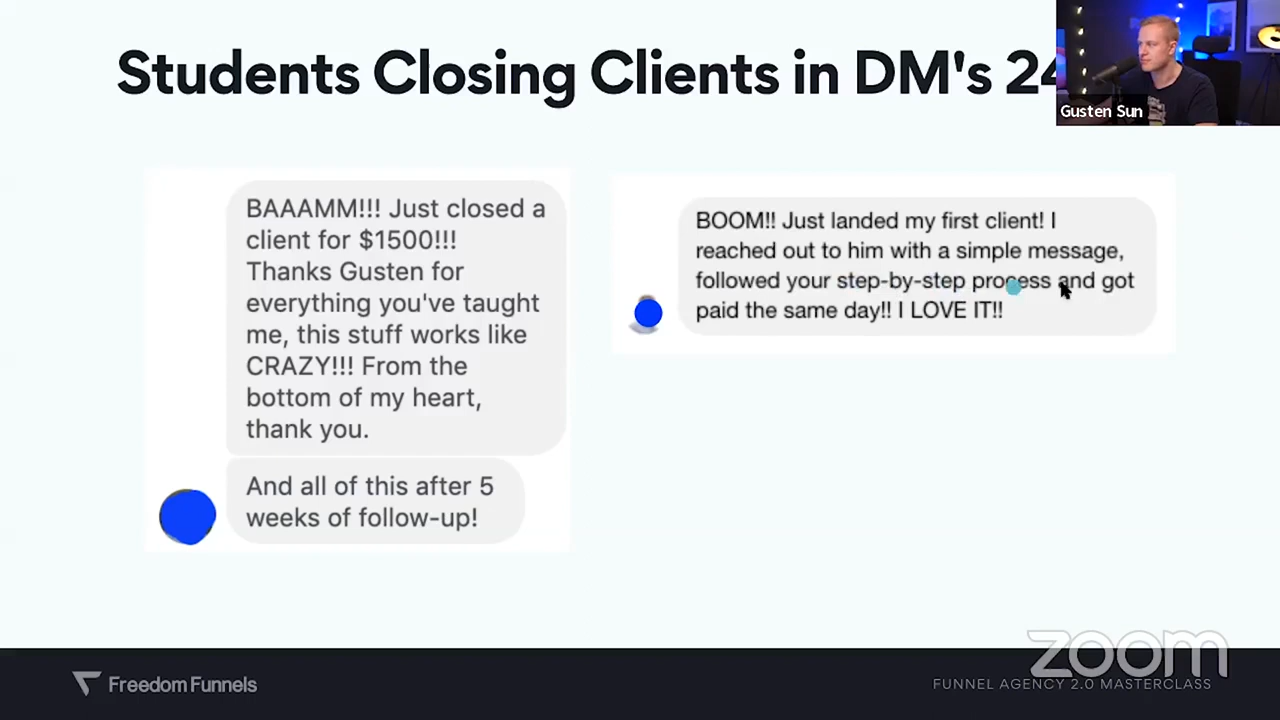 Students Closing Clients in DM's 24
Gusten Sun
BAAAMM!!! Just closed a
client for $1500!!!
Thanks Gusten for
everything you've taught
me, this stuff works like
CRAZY!!! From the
bottom of my heart,
thank you.
And all of this after 5
weeks of follow-up!
BOOM!! Just landed my first client! I
reached out to him with a simple message,
followed your step-by-step process and got
paid the same day!! I LOVE IT!!
zoom
Freedom Funnels
FUNNEL AGENCY 2.0 MASTERCLASS